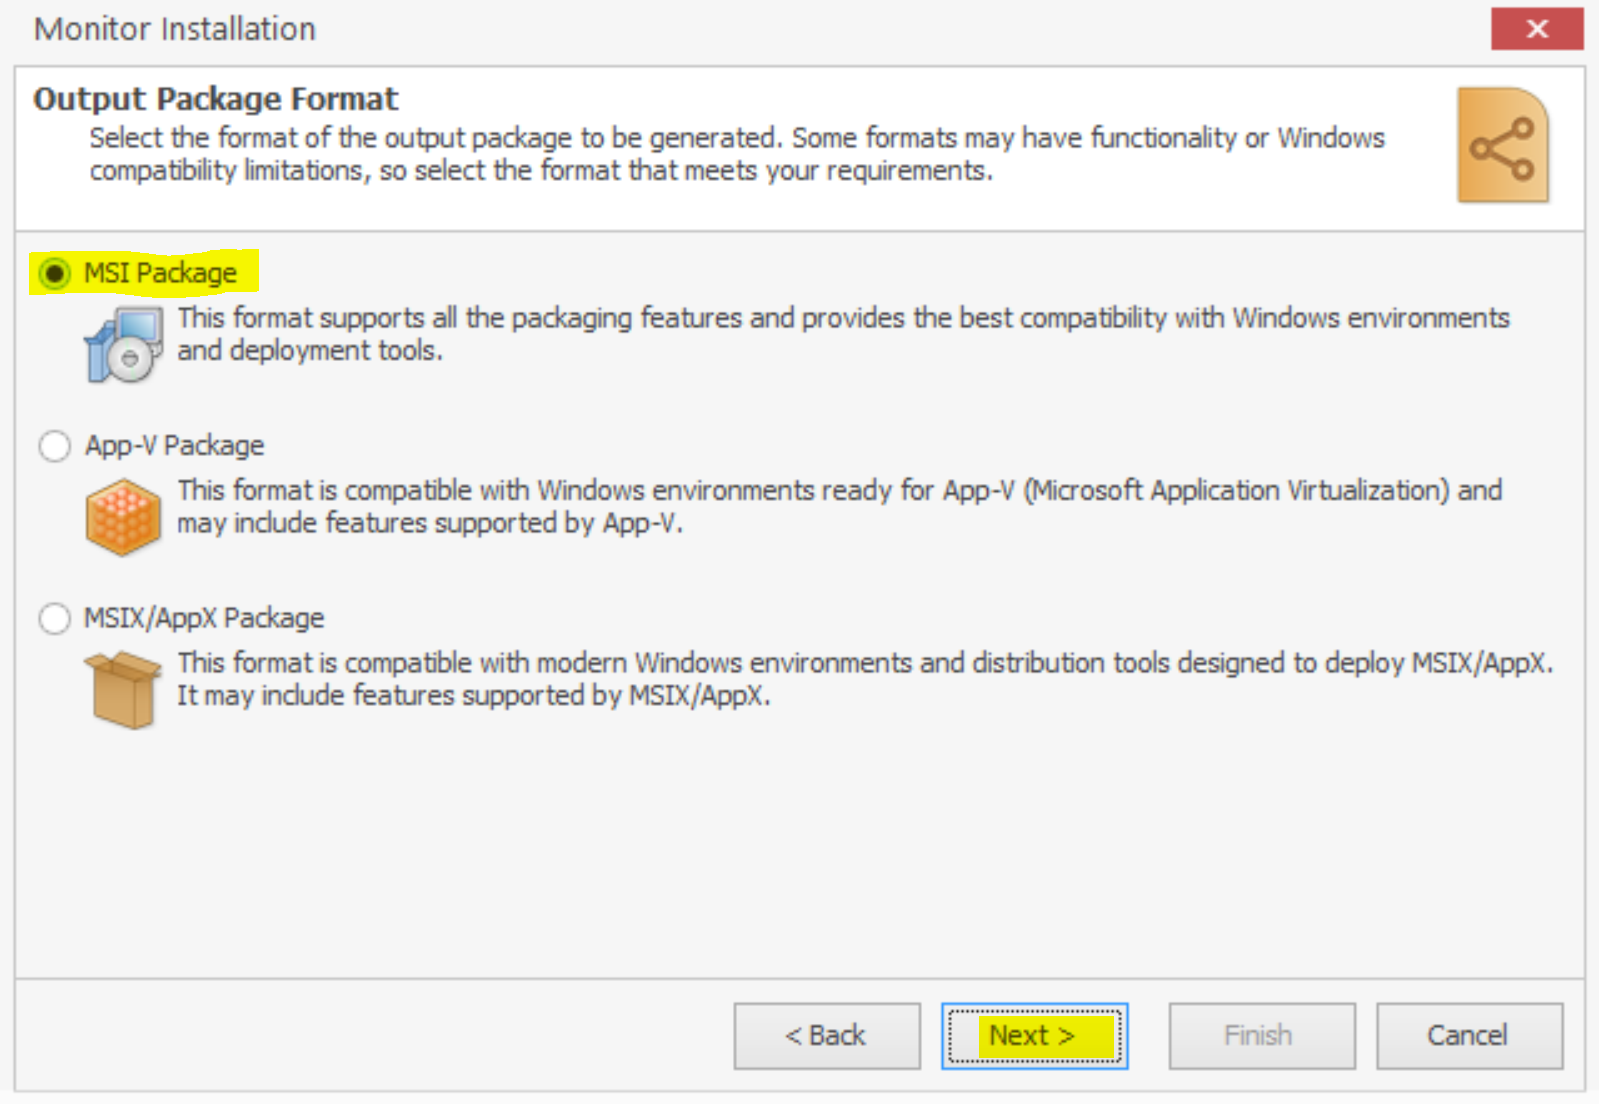 Monitor Installation
Output Package Format
Select the format of the output package to be generated. Some formats may have functionality or Windows
compatibility limitations, so select the format that meets your requirements.
MSI Package
This format supports all the packaging features and provides the best compatibility with Windows environments
and deployment tools.
App-V Package
This format is compatible with Windows environments ready for App-V (Microsoft Application Virtualization) and
may include features supported by App-V.
MSIX/AppX Package
This format is compatible with modern Windows environments and distribution tools designed to deploy MSIX/AppX.
It may include features supported by MSIX/AppX.
< Back
Next >
Finish
Cancel